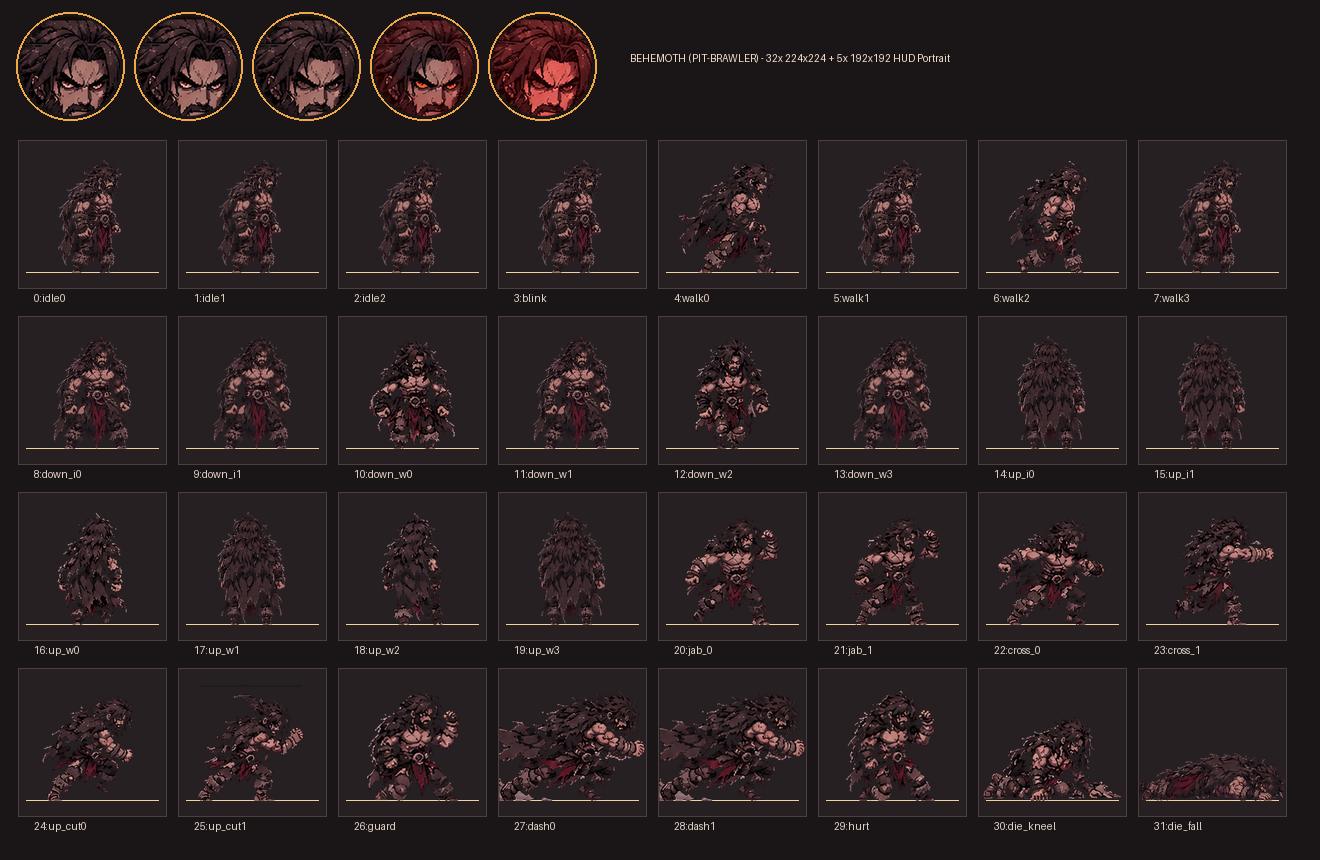 BEHEMOTH (PIT-BRAWLER) - 32x 224x224 + 5x 192x192 HUD Portrait
0:idle0
1:idle1
2:idle2
3:blink
4:walk0
5:walk1
6:walk2
7:walk3
8:down_i0
9:down_i1
10:down_w0
11:down_w1
12:down_w2
13:down_w3
14:up_i0
15:up_i1
16:up_w0
17:up_w1
18:up_w2
19:up_w3
20:jab_0
21:jab_1
22:cross_0
23:cross_1
24:up_cut0
25:up_cut1
26:guard
27:dash0
28:dash1
29:hurt
30:die_kneel
31:die_fall